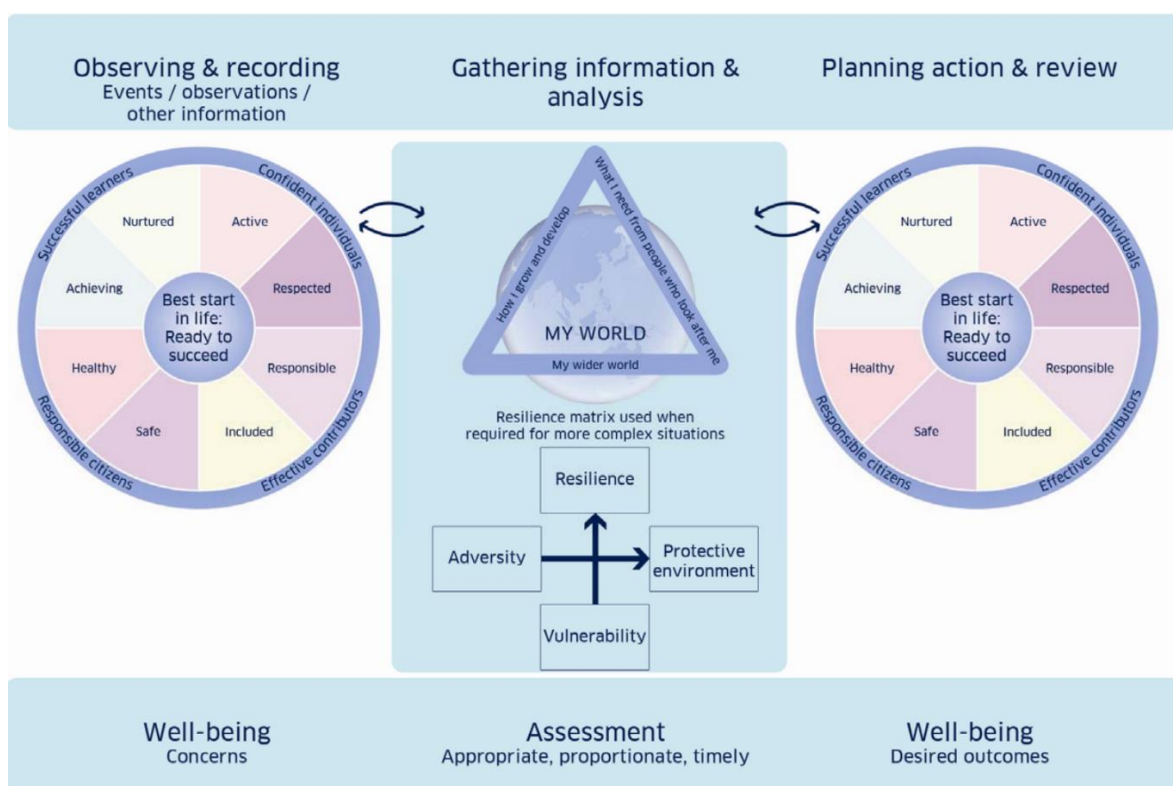 Observing & recording
Events / observations /
other information
Gathering information &
analysis
Planning action & review
Successful learners
Confident individuals
Nurtured
Active
Achieving
Respected
Best start
in life:
Ready to
succeed
Healthy
Responsible
Safe
Included
Responsible citizens
Effective contributors
How I grow and develop
What I need from people who look after me
MY WORLD
My wider world
Resilience matrix used when
required for more complex situations
Resilience
Adversity
Protective
environment
Vulnerability
Successful learners
Confident individuals
Nurtured
Active
Achieving
Respected
Best start
in life:
Ready to
succeed
Healthy
Responsible
Safe
Included
Responsible citizens
Effective contributors
Well-being
Concerns
Assessment
Appropriate, proportionate, timely
Well-being
Desired outcomes